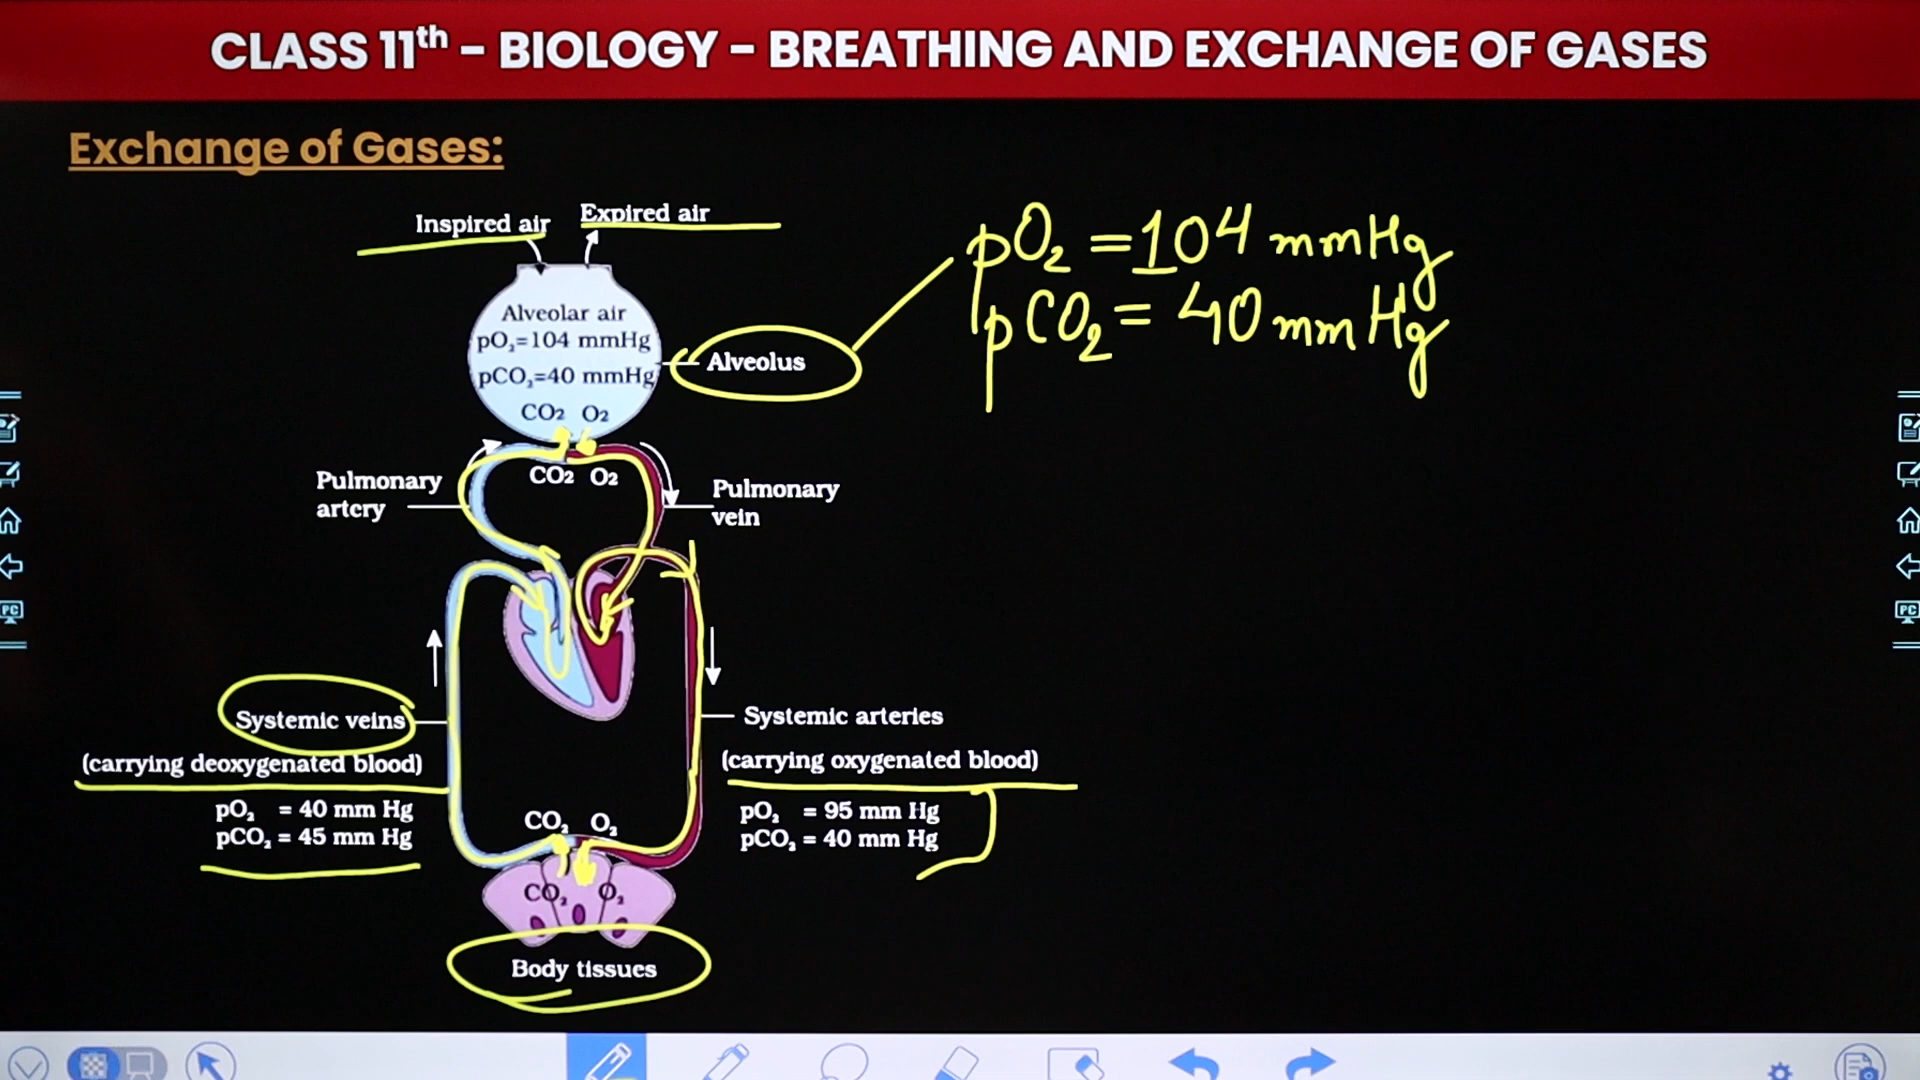 CLASS 11th - BIOLOGY - BREATHING AND EXCHANGE OF GASES
Exchange of Gases:
Inspired air
Expired air
pO₂ = 104 mmHg
pCO₂ = 40 mmHg
Alveolar air
pO₂=104 mmHg
pCO₂=40 mmHg
Alveolus
CO₂ O₂
CO₂ O₂
Pulmonary
artery
Pulmonary
vein
Systemic veins
(carrying deoxygenated blood)
pO₂ = 40 mm Hg
pCO₂ = 45 mm Hg
Systemic arteries
(carrying oxygenated blood)
pO₂ = 95 mm Hg
pCO₂ = 40 mm Hg
CO₂ O₂
CO₂ O₂
Body tissues
PC
PC